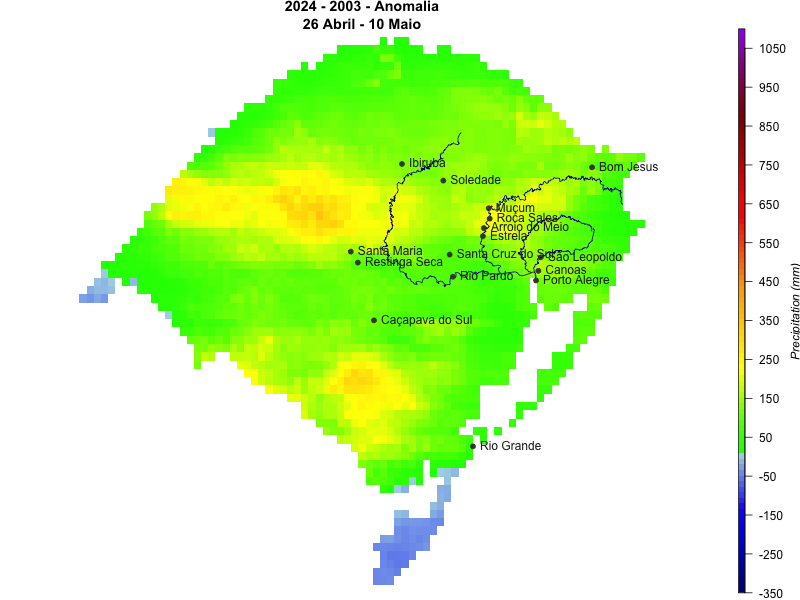 2024 - 2003 - Anomalia
26 Abril - 10 Maio
Ibirubá
Bom Jesus
Soledade
Muçum
Roca Sales
Arroio do Meio
Estrela
Santa Maria
Santa Cruz do Sul
São Leopoldo
Restinga Seca
Canoas
Rio Pardo
Porto Alegre
Caçapava do Sul
Rio Grande
1050
950
850
750
650
550
450
350
250
150
50
-50
-150
-250
-350
Precipitation (mm)